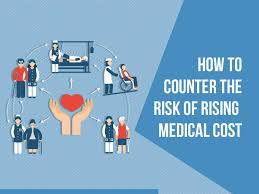 HOW TO
COUNTER THE
RISK OF RISING
MEDICAL COST